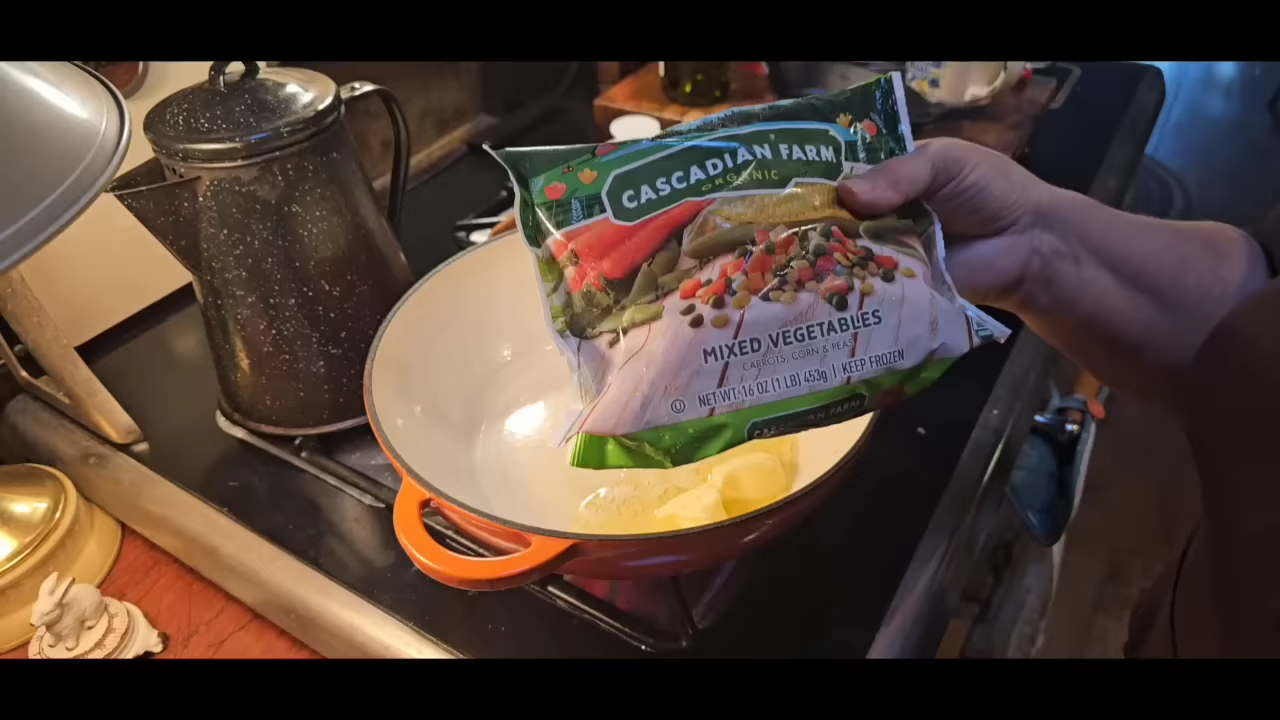 CASCADIAN FARM
ORGANIC
MIXED VEGETABLES
CARROTS, CORN & PEAS
NET WT. 16 OZ (1 LB) 453g | KEEP FROZEN
CASCADIAN FARM